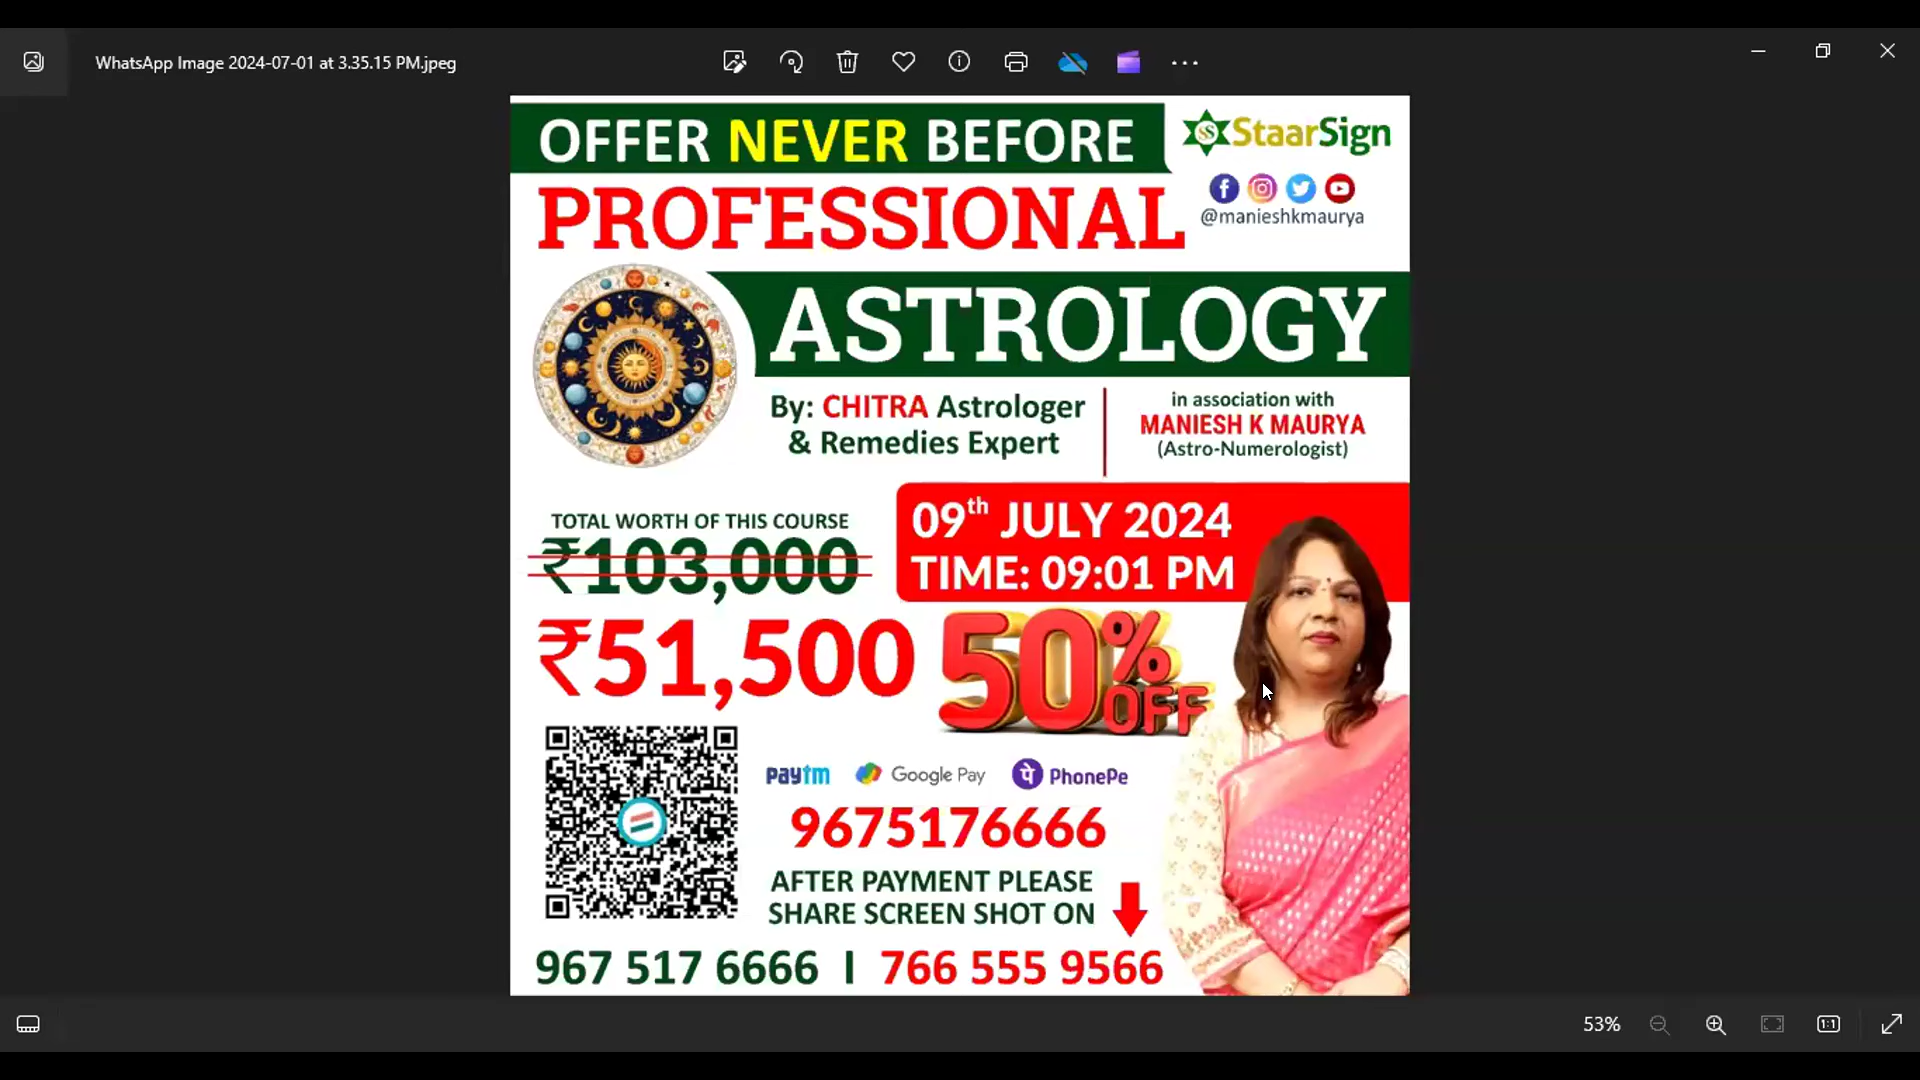 WhatsApp Image 2024-07-01 at 3.35.15 PM.jpeg
OFFER NEVER BEFORE
SS StaarSign
@manieshkmaurya
PROFESSIONAL
ASTROLOGY
By: CHITRA Astrologer
& Remedies Expert
in association with
MANIESH K MAURYA
(Astro-Numerologist)
TOTAL WORTH OF THIS COURSE
₹103,000
₹51,500
09th JULY 2024
TIME: 09:01 PM
50% OFF
paytm Google Pay पे PhonePe
9675176666
AFTER PAYMENT PLEASE
SHARE SCREEN SHOT ON
967 517 6666 I 766 555 9566
53%
1:1